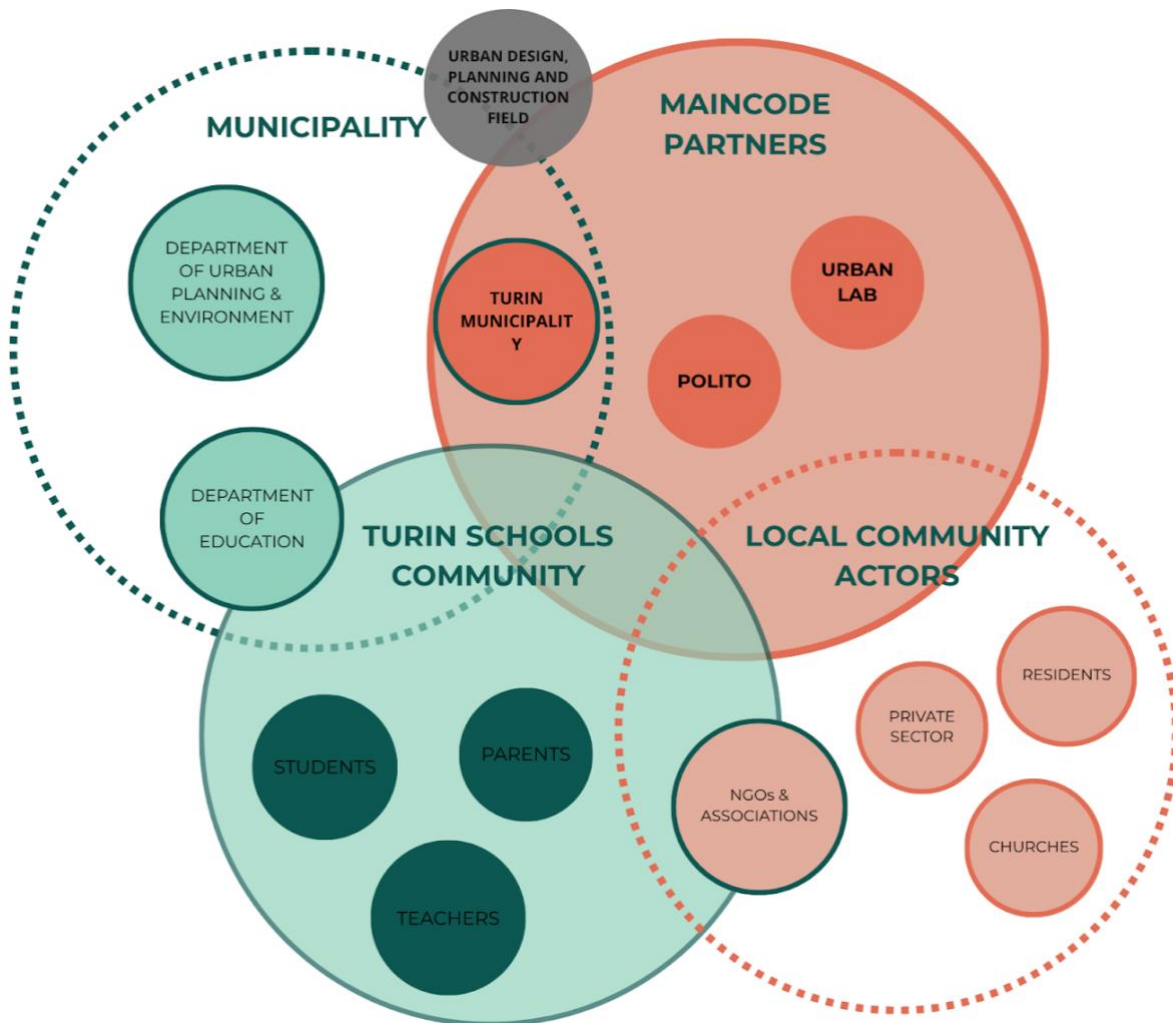 URBAN DESIGN,
PLANNING AND
CONSTRUCTION
FIELD
MUNICIPALITY
MAINCODE
PARTNERS
DEPARTMENT
OF URBAN
PLANNING &
ENVIRONMENT
TURIN
MUNICIPALIT
Y
URBAN
LAB
POLITO
DEPARTMENT
OF
EDUCATION
TURIN SCHOOLS
COMMUNITY
LOCAL COMMUNITY
ACTORS
RESIDENTS
PRIVATE
SECTOR
STUDENTS
PARENTS
NGOs &
ASSOCIATIONS
CHURCHES
TEACHERS